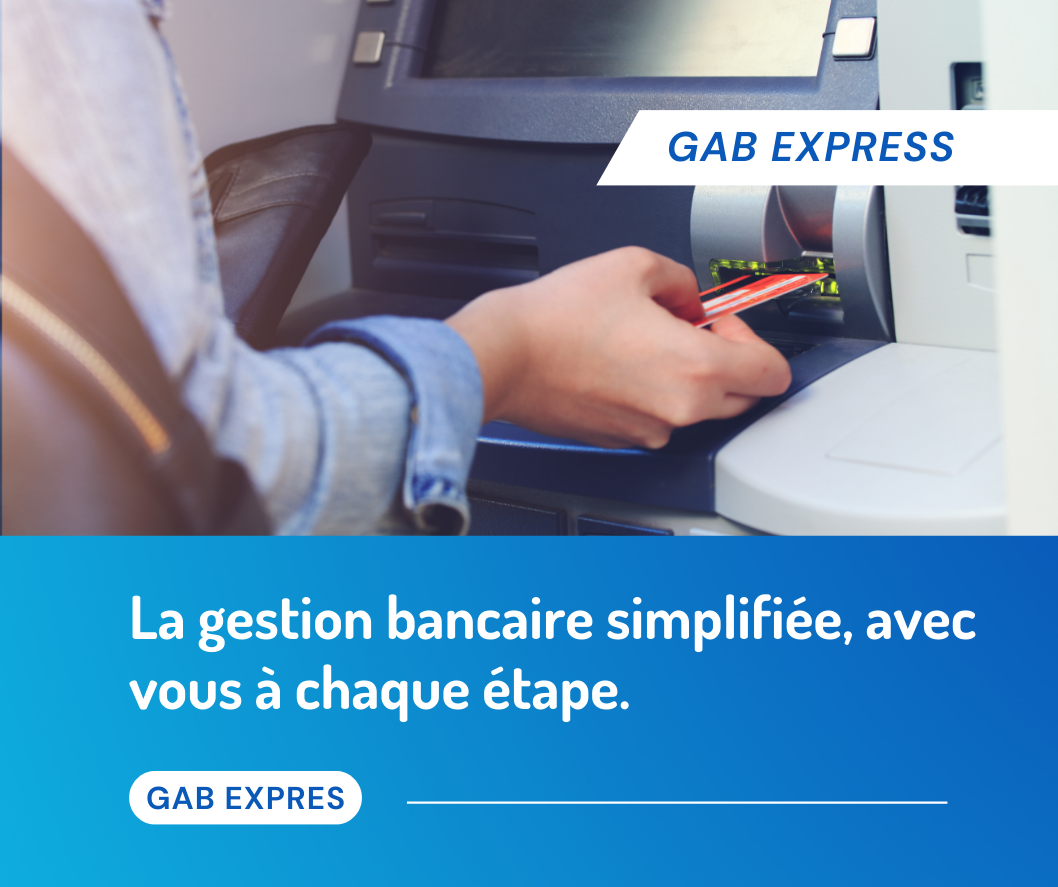 GAB EXPRESS
La gestion bancaire simplifiée, avec
vous à chaque étape.
GAB EXPRES